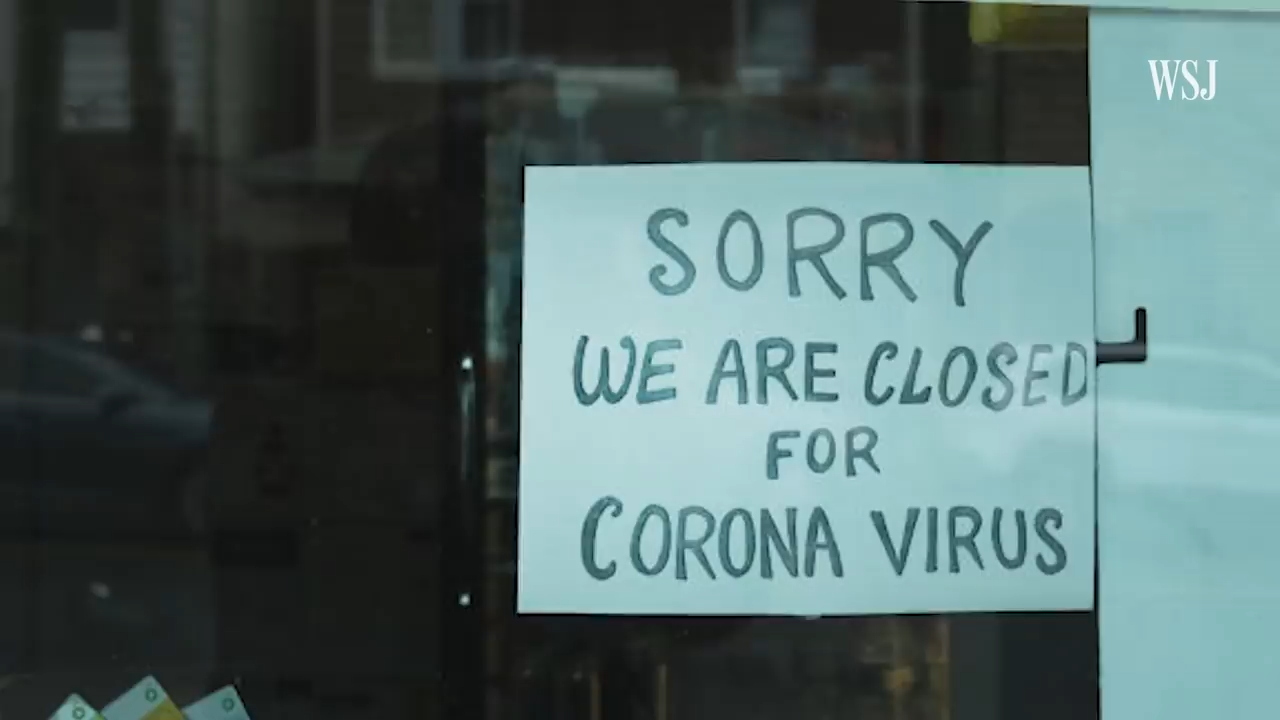 WSJ
SORRY
WE ARE CLOSED
FOR
CORONA VIRUS